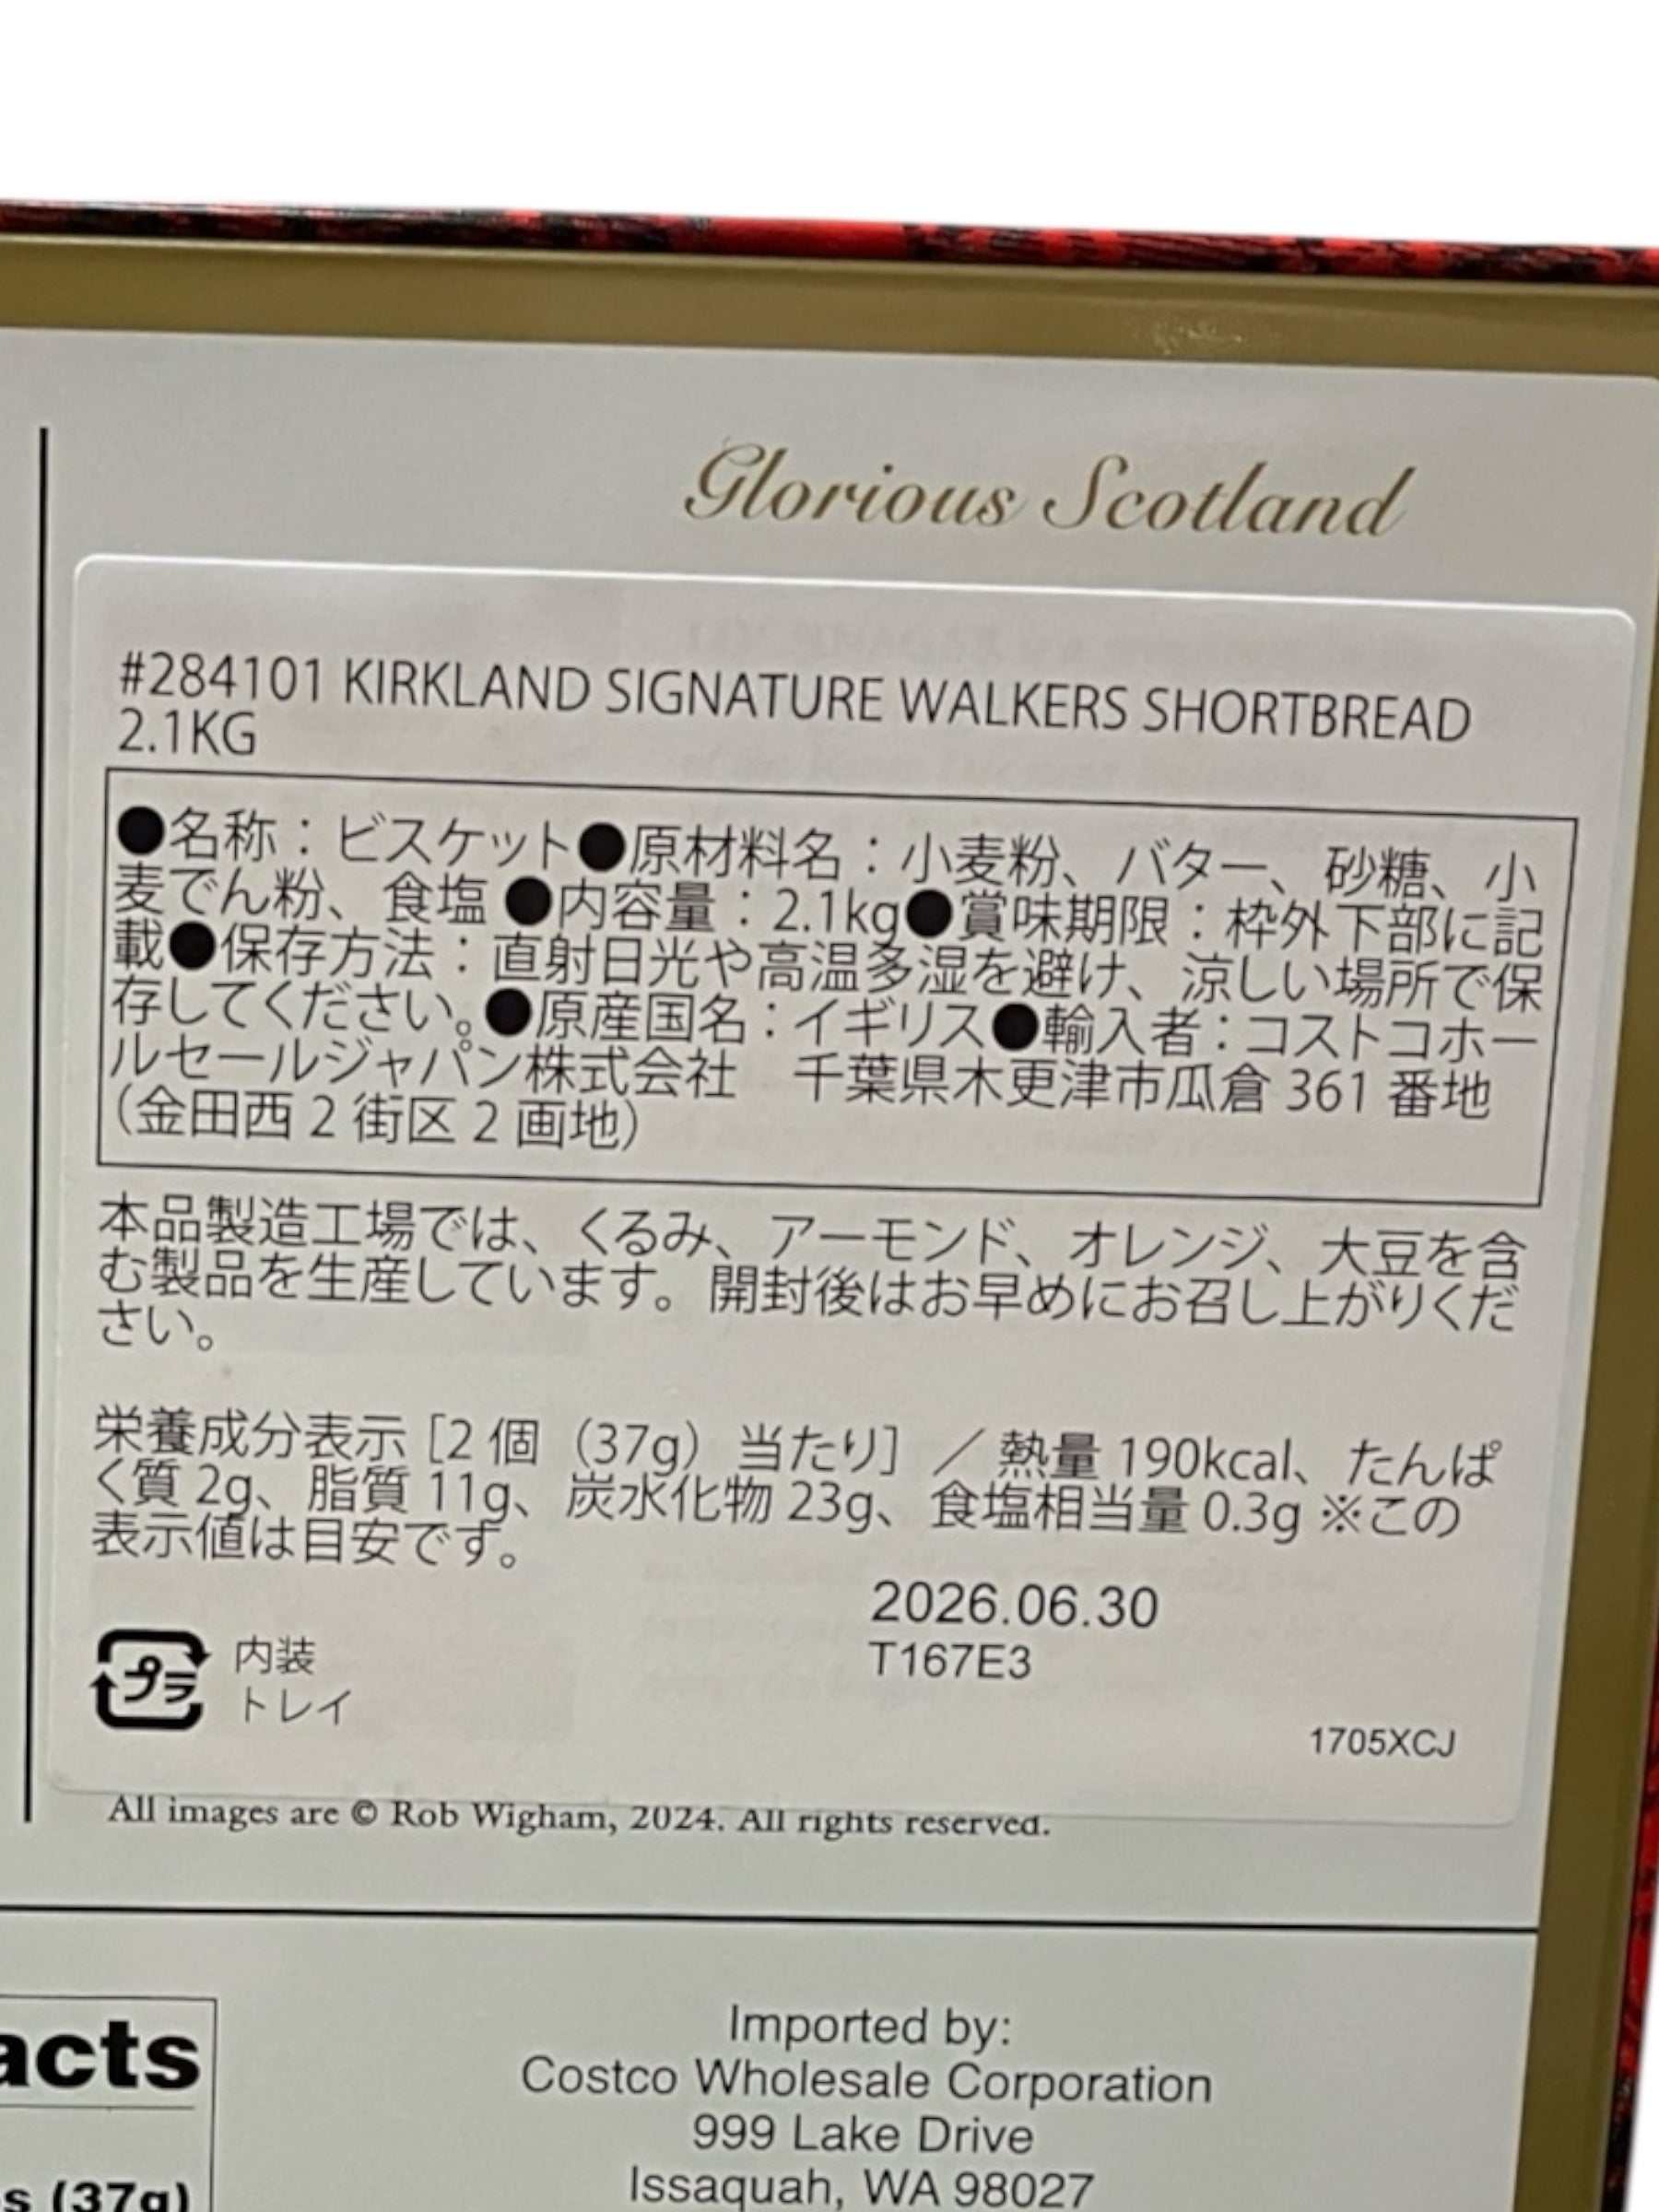 Glorious Scotland
#284101 KIRKLAND SIGNATURE WALKERS SHORTBREAD
2.1KG
●名称：ビスケット●原材料名：小麦粉、バター、砂糖、小
麦でん粉、食塩 ●内容量：2.1kg●賞味期限：枠外下部に記
載●保存方法：直射日光や高温多湿を避け、涼しい場所で保
存してください。●原産国名：イギリス●輸入者：コストコホー
ルセールジャパン株式会社　千葉県木更津市瓜倉 361 番地
（金田西 2 街区 2 画地）
本品製造工場では、くるみ、アーモンド、オレンジ、大豆を含
む製品を生産しています。開封後はお早めにお召し上がりくだ
さい。
栄養成分表示［2 個（37g）当たり］／熱量 190kcal、たんぱ
く質 2g、脂質 11g、炭水化物 23g、食塩相当量 0.3g ※この
表示値は目安です。
2026.06.30
T167E3
プラ
内装
トレイ
1705XCJ
All images are © Rob Wigham, 2024. All rights reserved.
acts
s (37g)
Imported by:
Costco Wholesale Corporation
999 Lake Drive
Issaquah, WA 98027